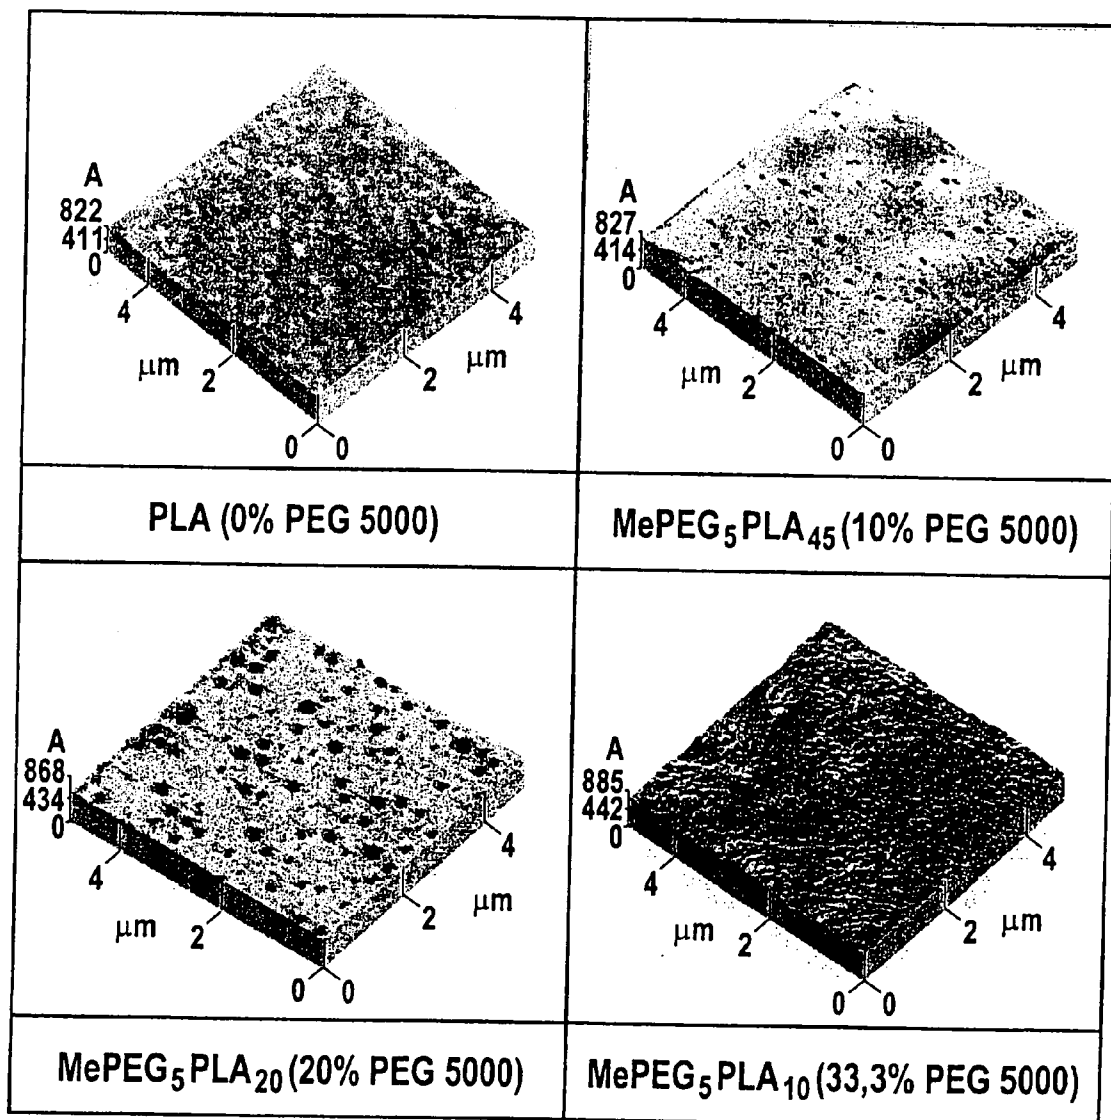 A
822
411
0
4
μm
2
0
0
2
μm
4
PLA (0% PEG 5000)
A
827
414
0
4
μm
2
0
0
2
μm
4
MePEG5PLA45 (10% PEG 5000)
A
868
434
0
4
μm
2
0
0
2
μm
4
MePEG5PLA20 (20% PEG 5000)
A
885
442
0
4
μm
2
0
0
2
μm
4
MePEG5PLA10 (33,3% PEG 5000)